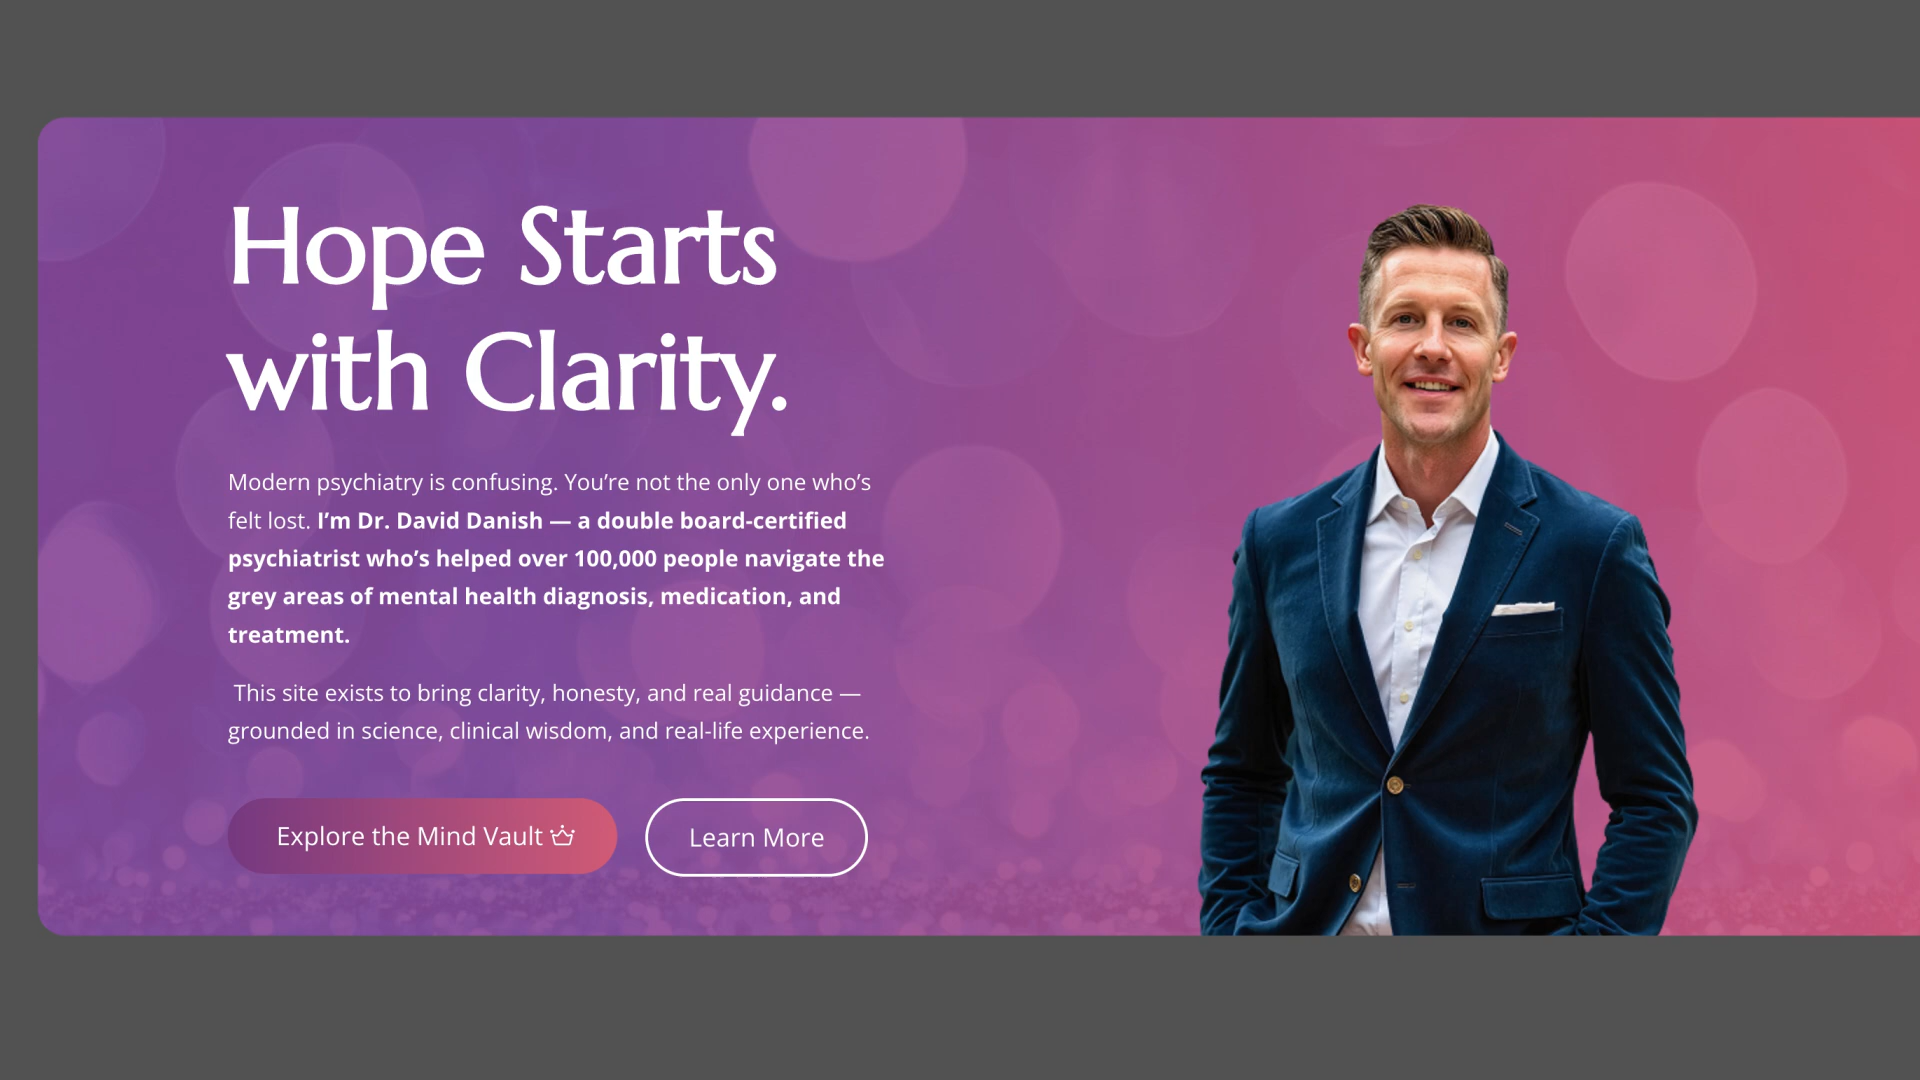 Hope Starts
with Clarity.
Modern psychiatry is confusing. You’re not the only one who’s
felt lost. I’m Dr. David Danish — a double board-certified
psychiatrist who’s helped over 100,000 people navigate the
grey areas of mental health diagnosis, medication, and
treatment.
This site exists to bring clarity, honesty, and real guidance —
grounded in science, clinical wisdom, and real-life experience.
Explore the Mind Vault
Learn More